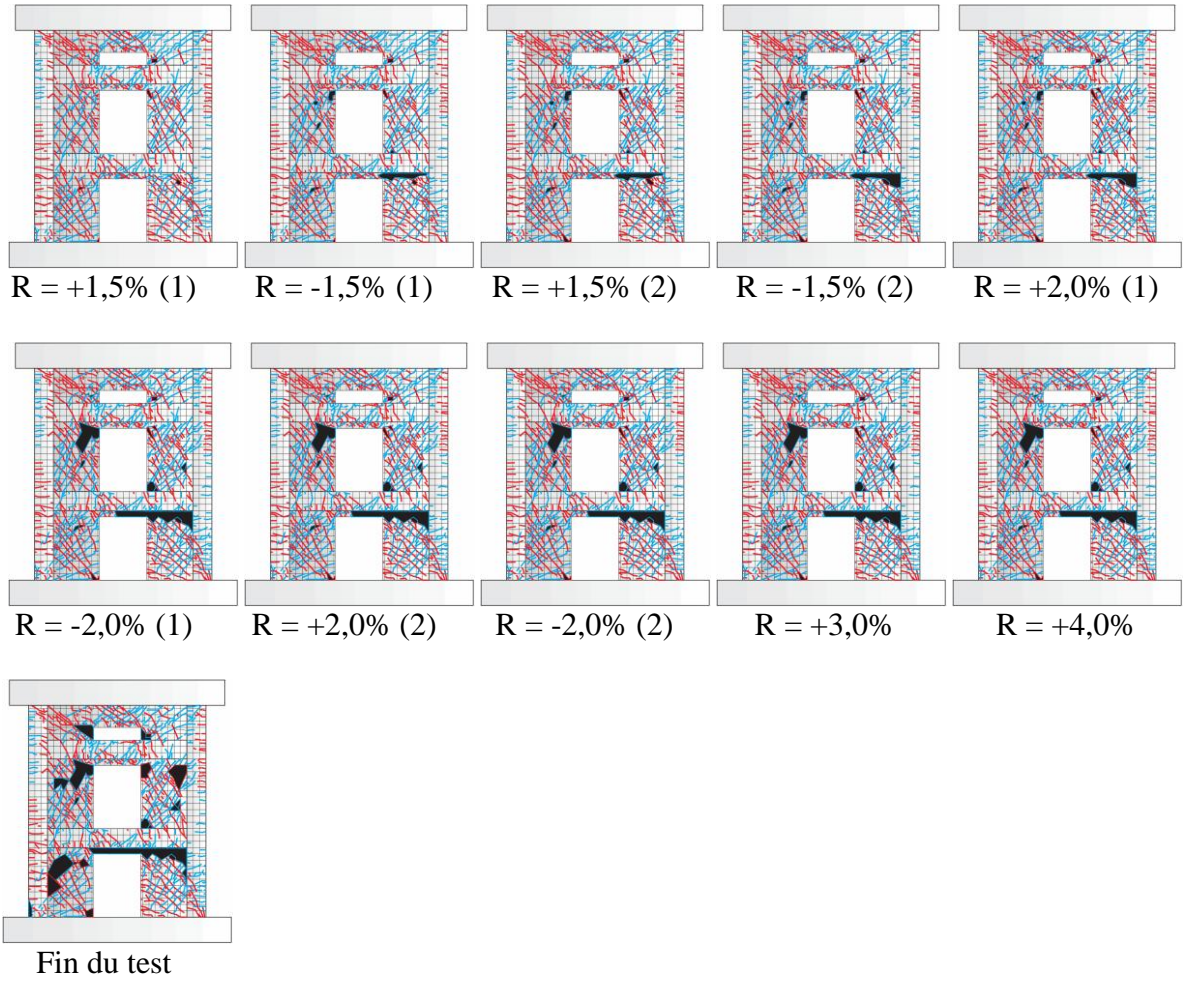 R = +1,5% (1)
R = -1,5% (1)
R = +1,5% (2)
R = -1,5% (2)
R = +2,0% (1)
R = -2,0% (1)
R = +2,0% (2)
R = -2,0% (2)
R = +3,0%
R = +4,0%
Fin du test